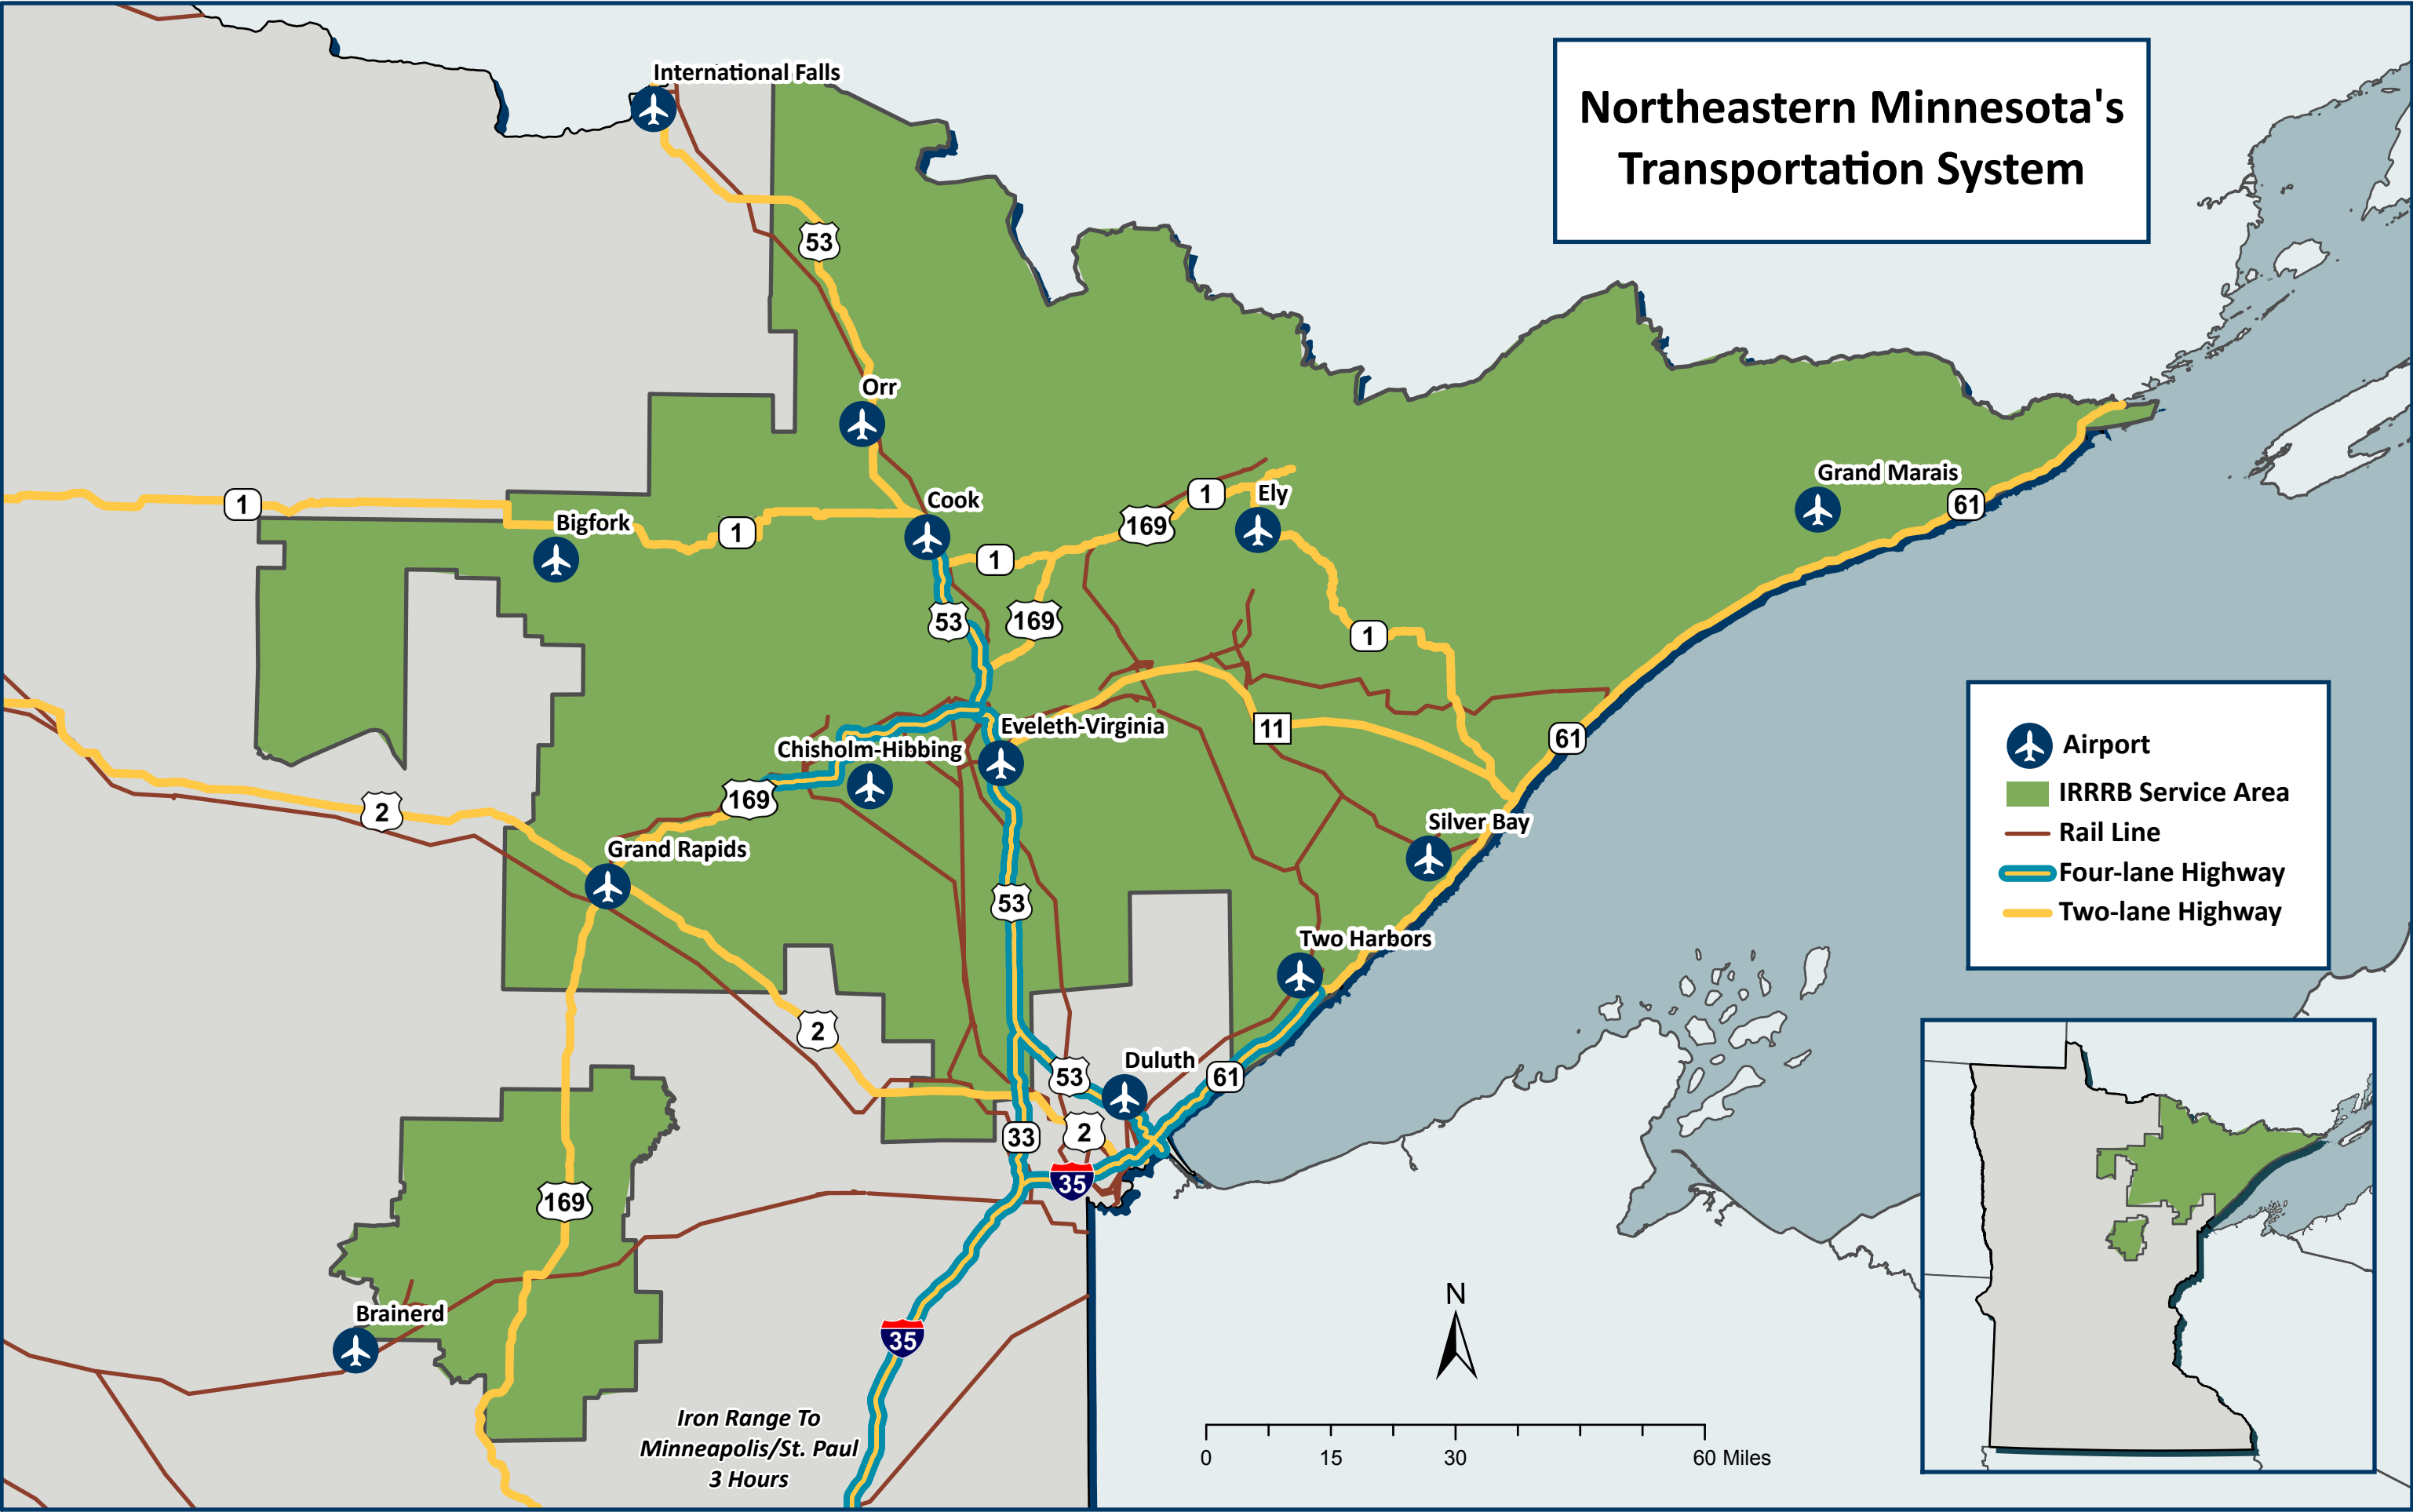 Northeastern Minnesota's
Transportation System
International Falls
53
Orr
Cook
1
Bigfork
1
1
169
1
Ely
Grand Marais
61
53
169
1
Eveleth-Virginia
Chisholm-Hibbing
11
61
169
2
Grand Rapids
Silver Bay
53
Two Harbors
2
Duluth
53
61
33
2
35
169
Brainerd
35
Iron Range To
Minneapolis/St. Paul
3 Hours
N
0 15 30 60 Miles
Airport
IRRRB Service Area
Rail Line
Four-lane Highway
Two-lane Highway